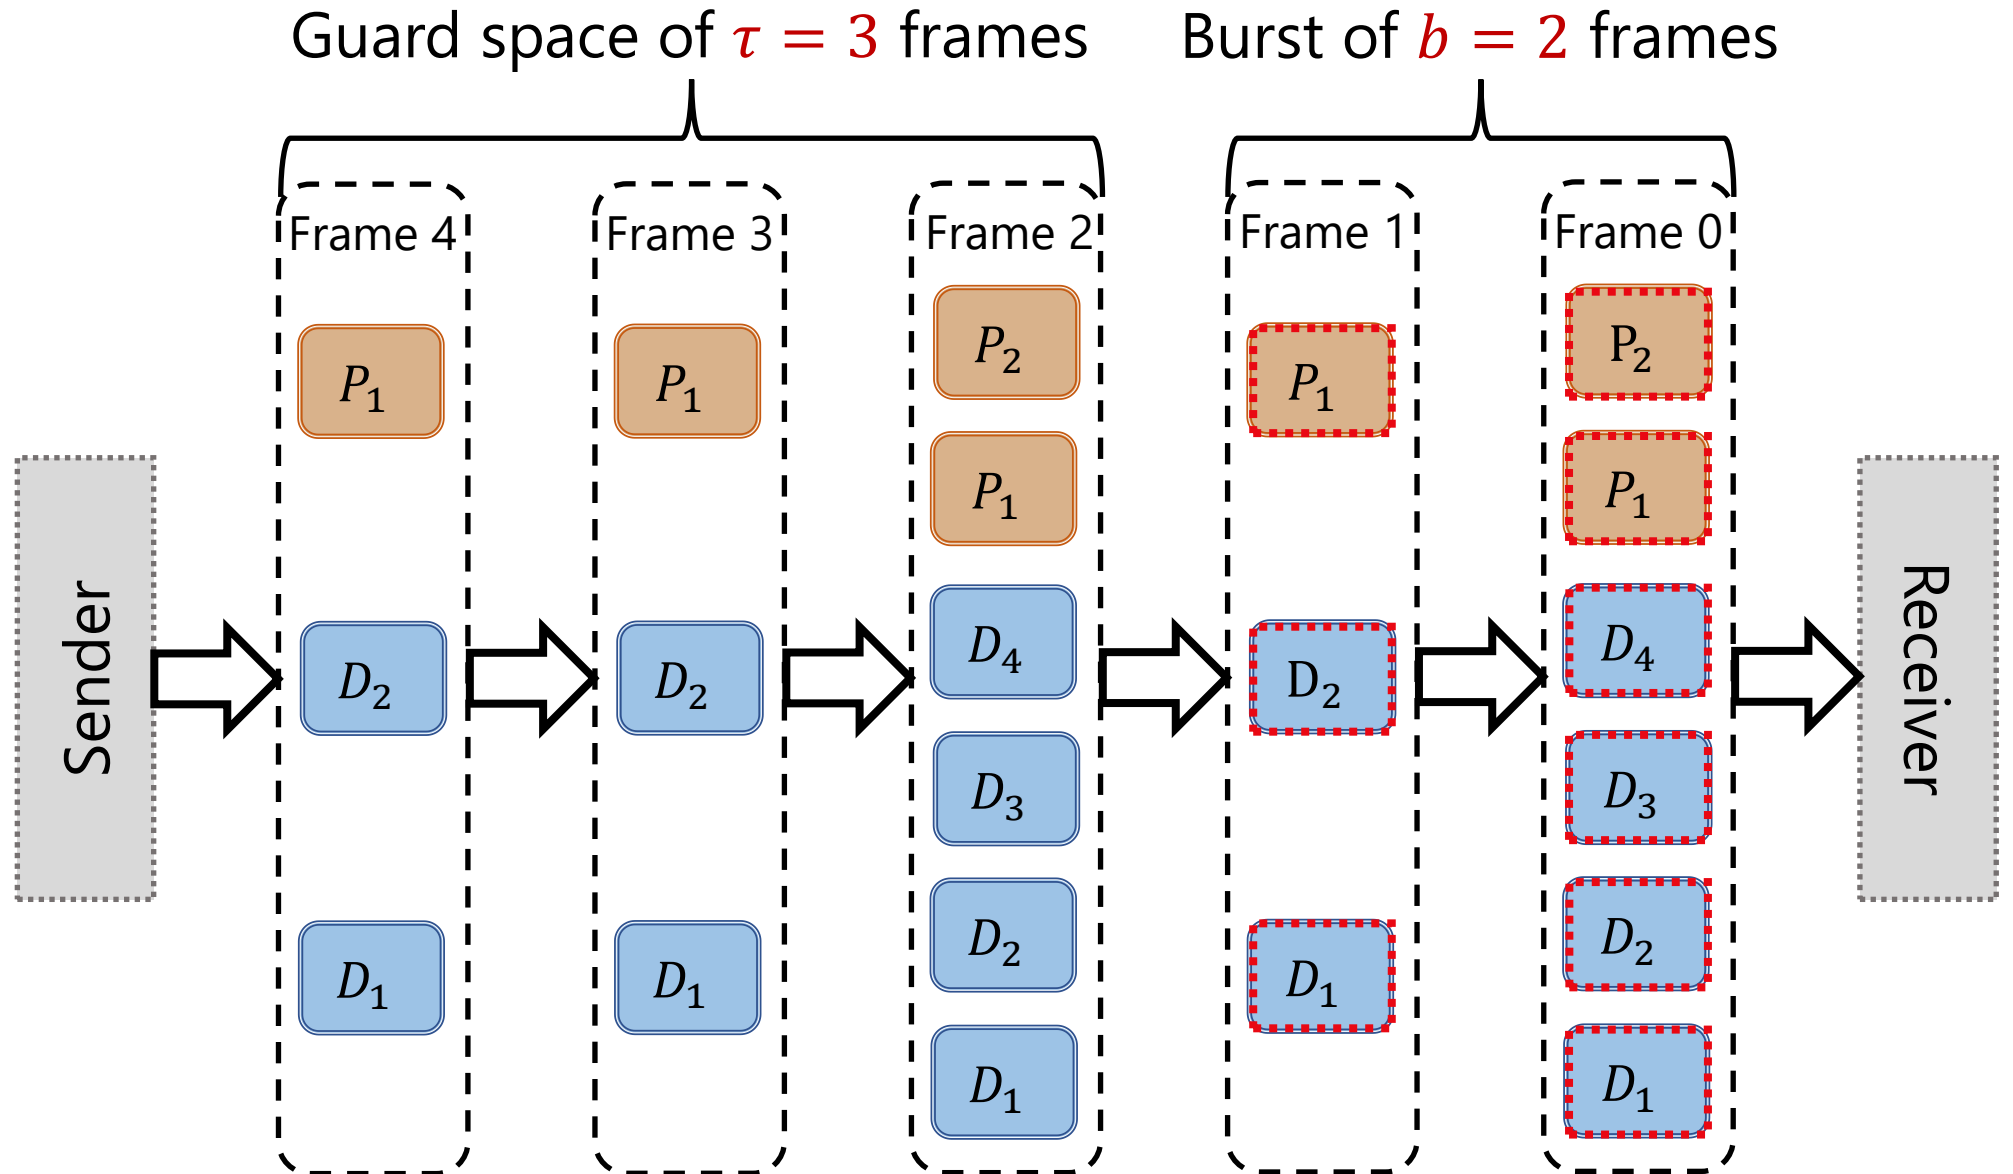 Guard space of τ = 3 frames
Burst of b = 2 frames
Sender
Frame 4
P₁
D₂
D₁
Frame 3
P₁
D₂
D₁
Frame 2
P₂
P₁
D₄
D₃
D₂
D₁
Frame 1
P₁
D₂
D₁
Frame 0
P₂
P₁
D₄
D₃
D₂
D₁
Receiver